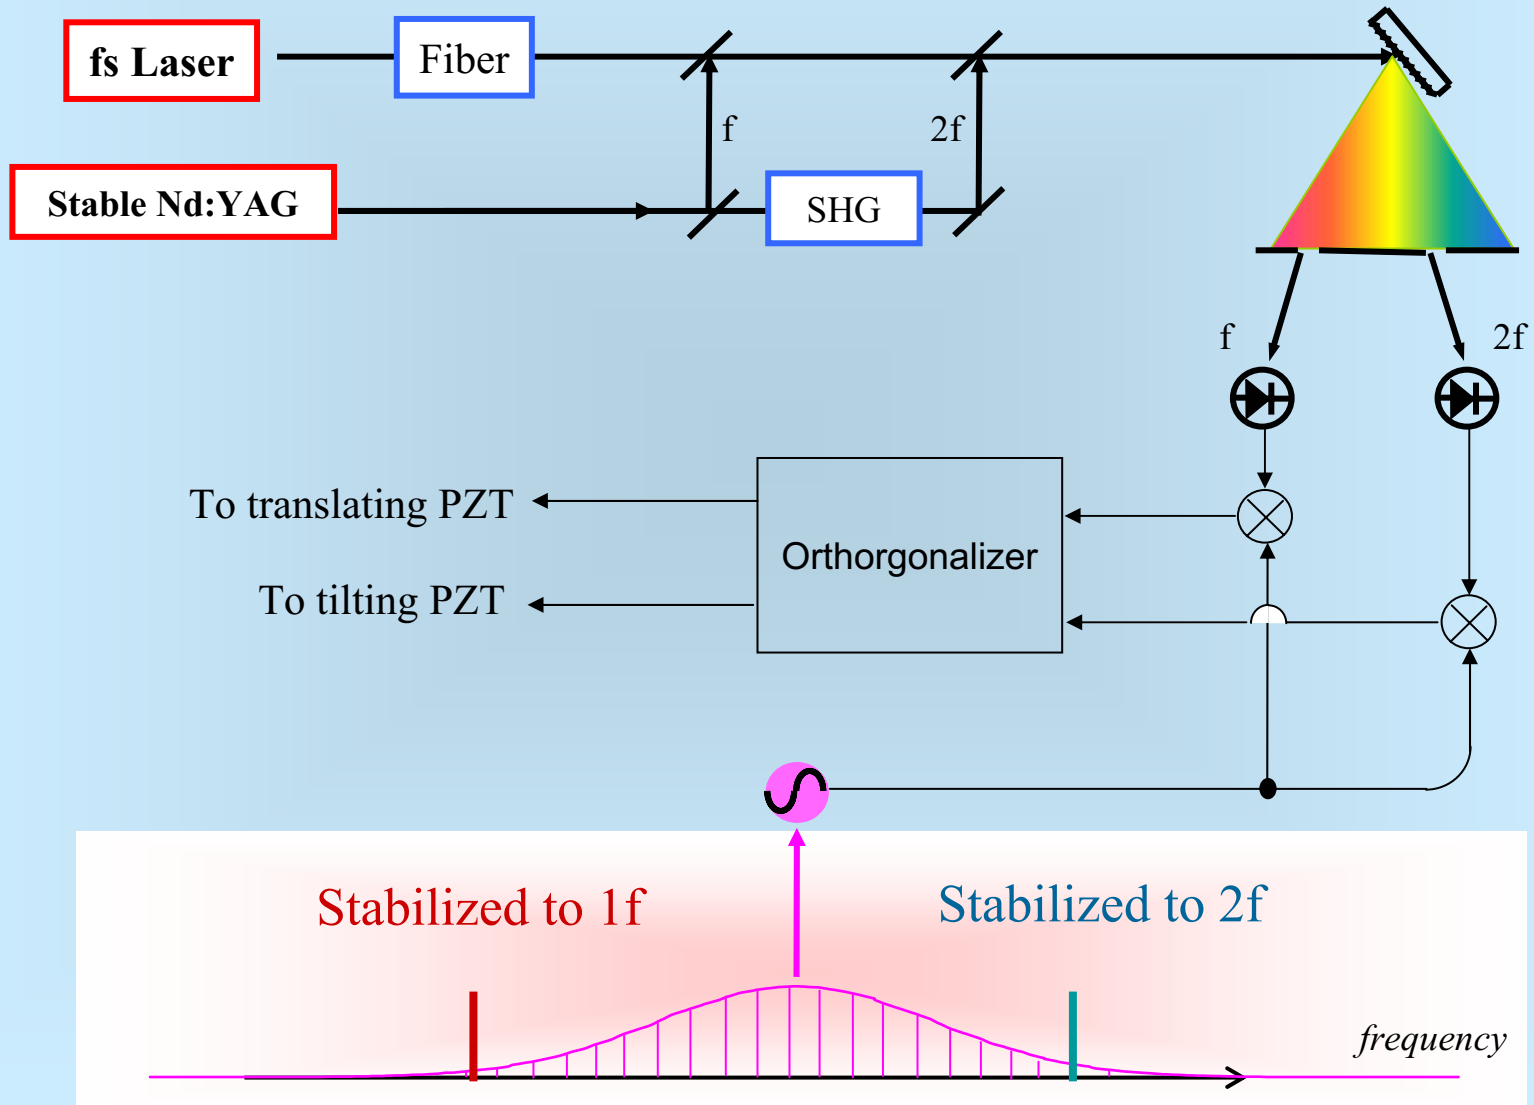 fs Laser
Fiber
f
2f
Stable Nd:YAG
SHG
f
2f
To translating PZT
Orthorgonalizer
To tilting PZT
Stabilized to 1f
Stabilized to 2f
frequency